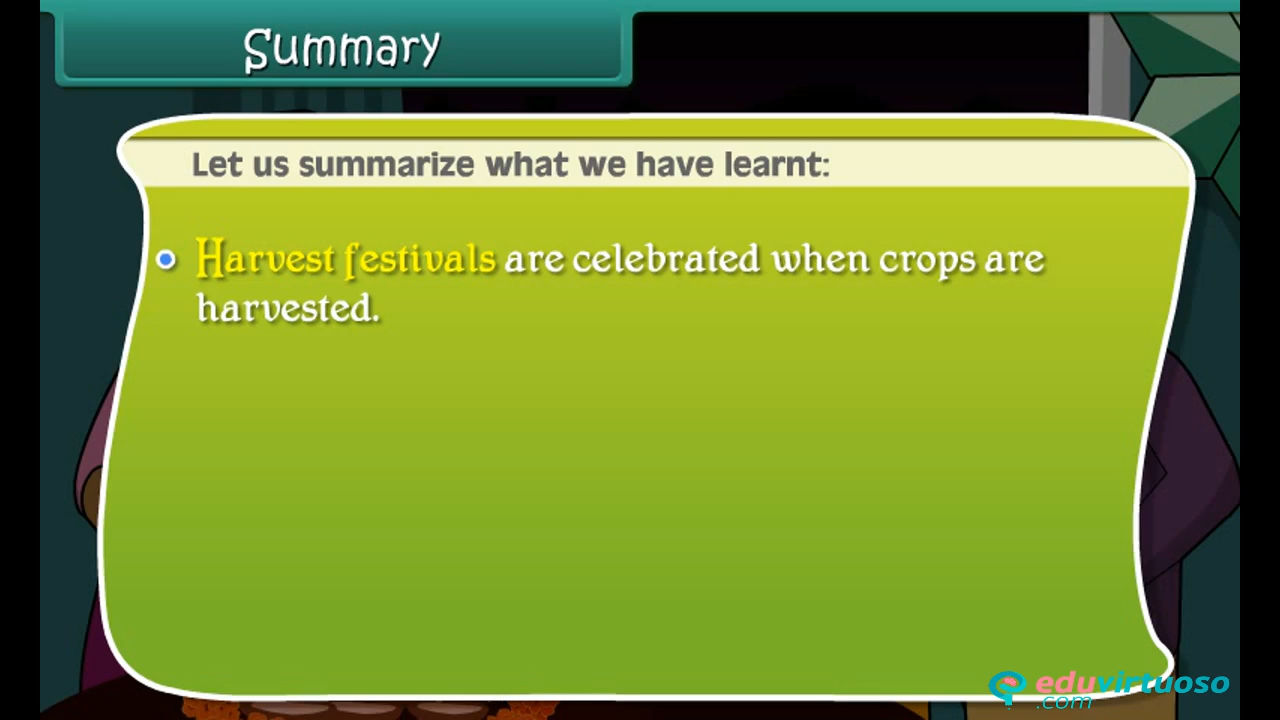 Summary
Let us summarize what we have learnt:
Harvest festivals are celebrated when crops are
harvested.
eduvirtuoso
.com